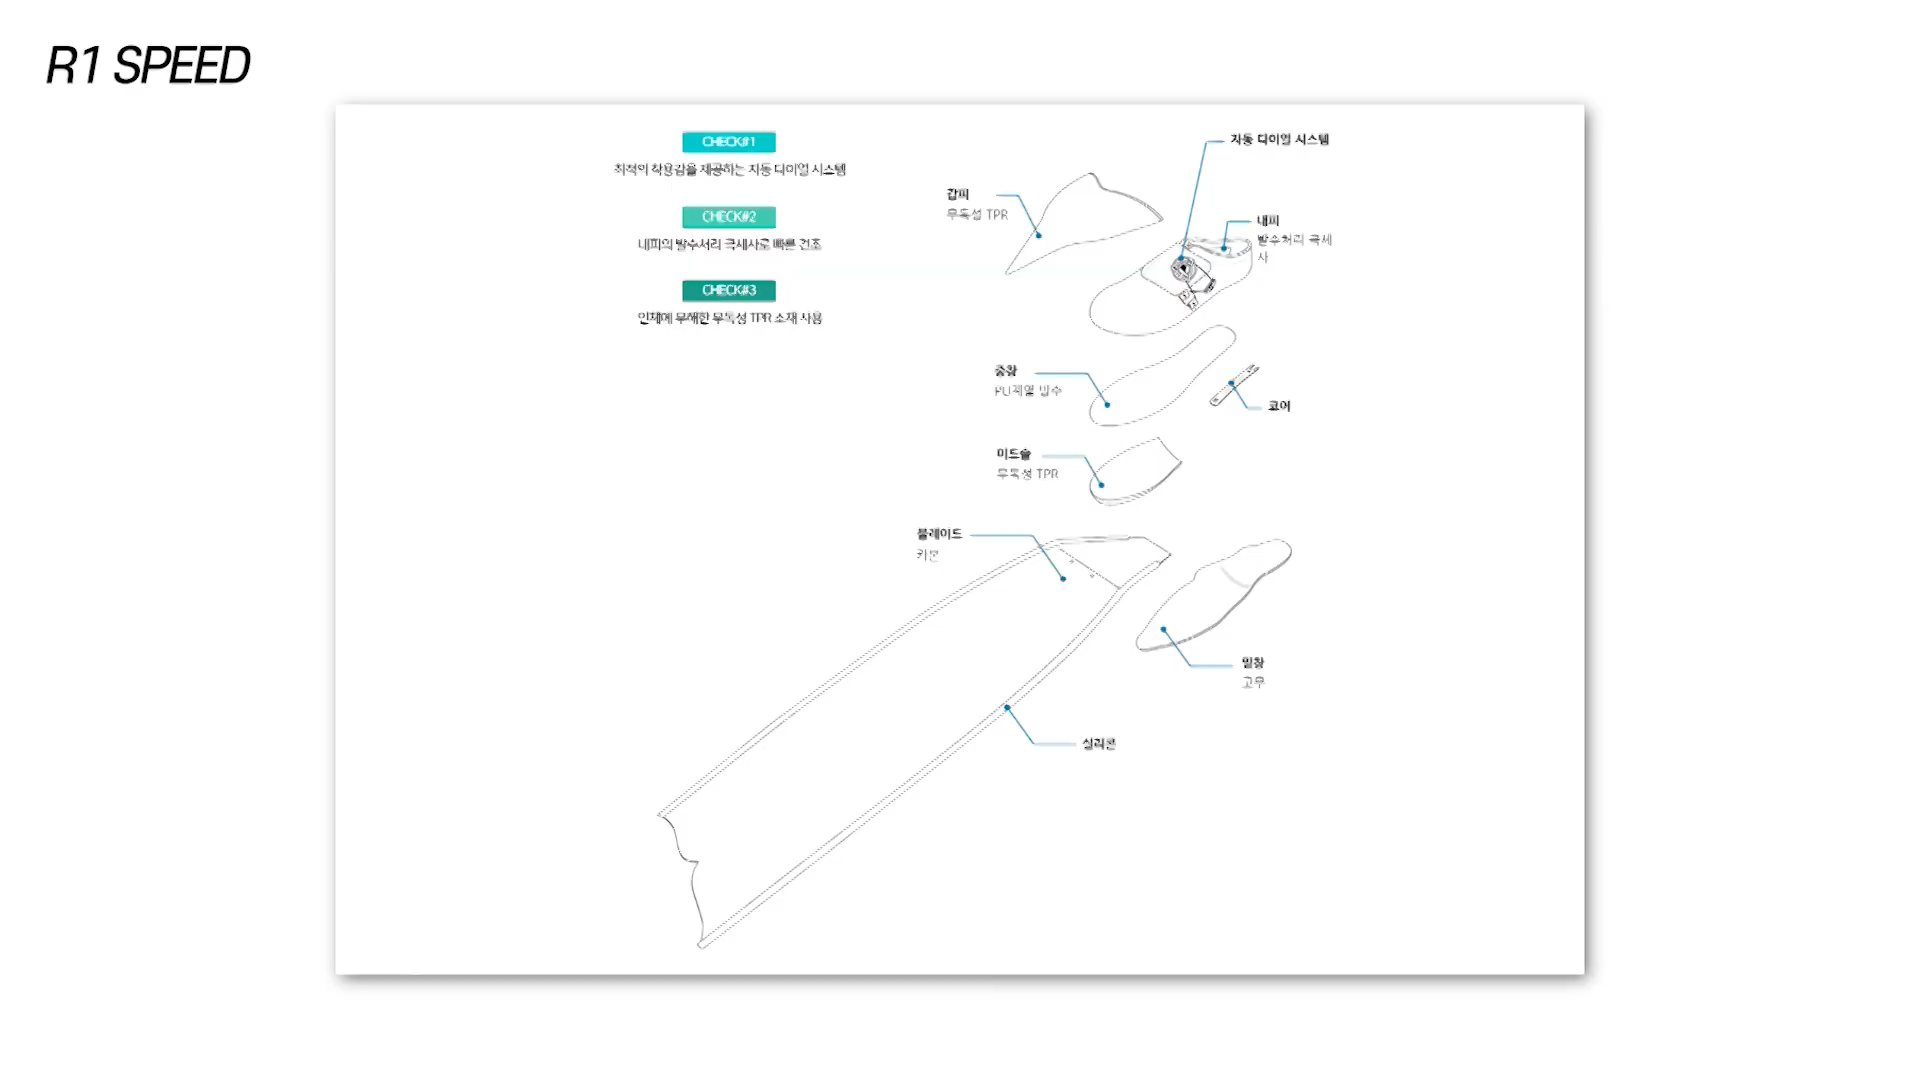 R1 SPEED
CHECK#1
최적의 착용감을 제공하는 자동 다이얼 시스템
CHECK#2
내피의 발수처리 극세사로 빠른 건조
CHECK#3
인체에 무해한 무독성 TPR 소재 사용
자동 다이얼 시스템
갑피
무독성 TPR
내피
발수처리 극세
사
중창
PU계열 방수
코어
미드솔
무독성 TPR
블레이드
카본
밑창
고무
실리콘